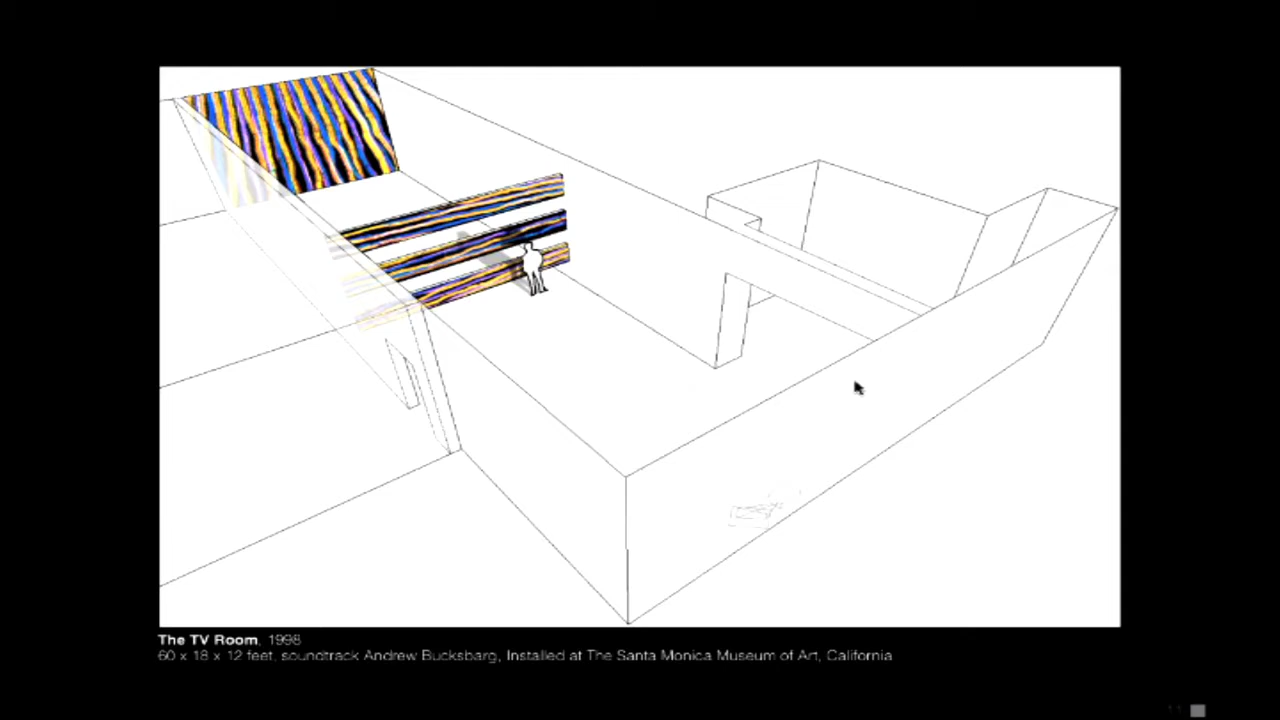 The TV Room, 1998
60 x 18 x 12 feet, soundtrack Andrew Bucksbarg, Installed at The Santa Monica Museum of Art, California
11